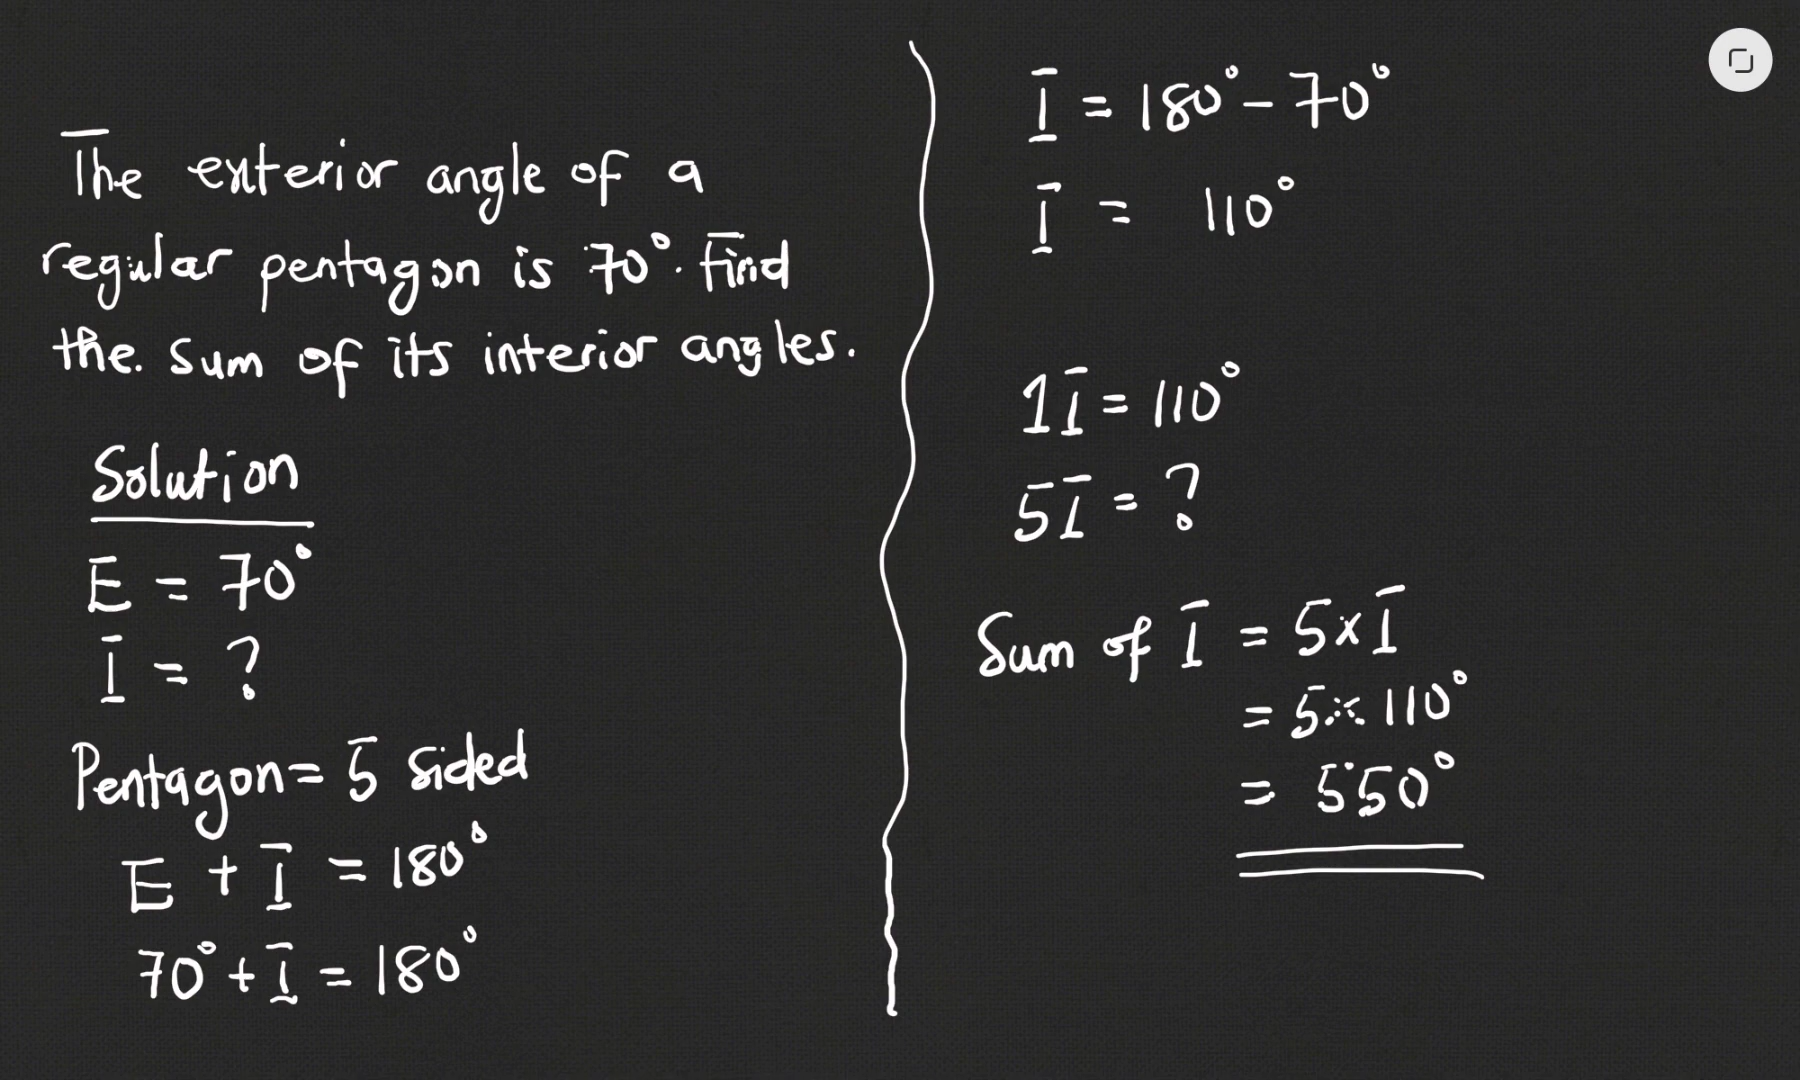 The exterior angle of a
regular pentagon is 70°. find
the. sum of its interior angles.
Solution
E = 70°
I = ?
Pentagon = 5 sided
E + I = 180°
70° + I = 180°
I = 180° - 70°
I = 110°
1I = 110°
5I = ?
Sum of I = 5 x I
= 5 x 110°
= 550°